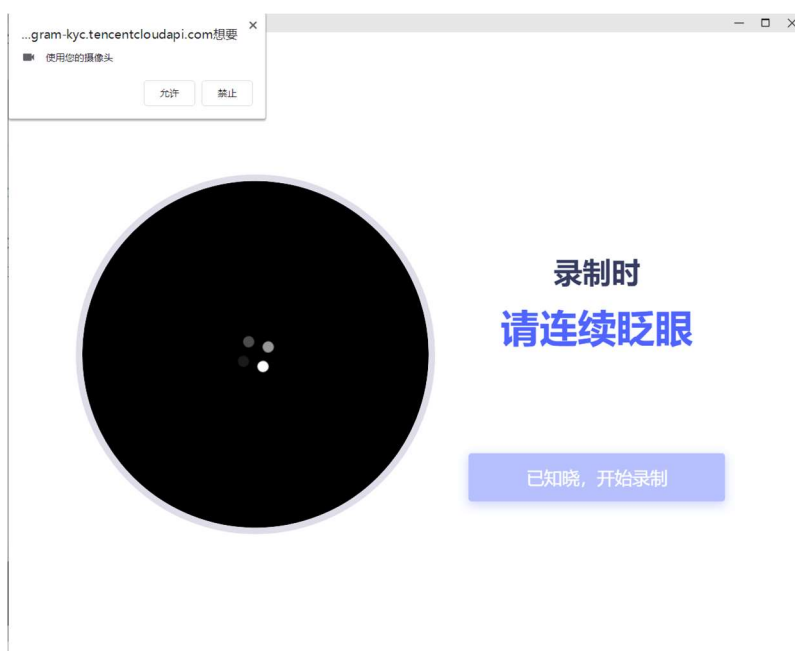 ...gram-kyc.tencentcloudapi.com想要
使用您的摄像头
允许
禁止
录制时
请连续眨眼
已知晓，开始录制